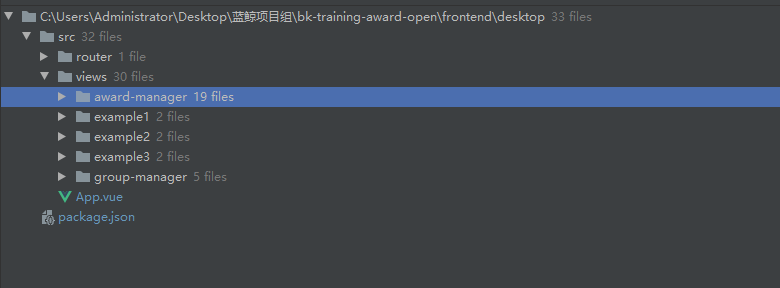 C:\Users\Administrator\Desktop\蓝鲸项目组\bk-training-award-open\frontend\desktop 33 files
src 32 files
router 1 file
views 30 files
award-manager 19 files
example1 2 files
example2 2 files
example3 2 files
group-manager 5 files
App.vue
package.json